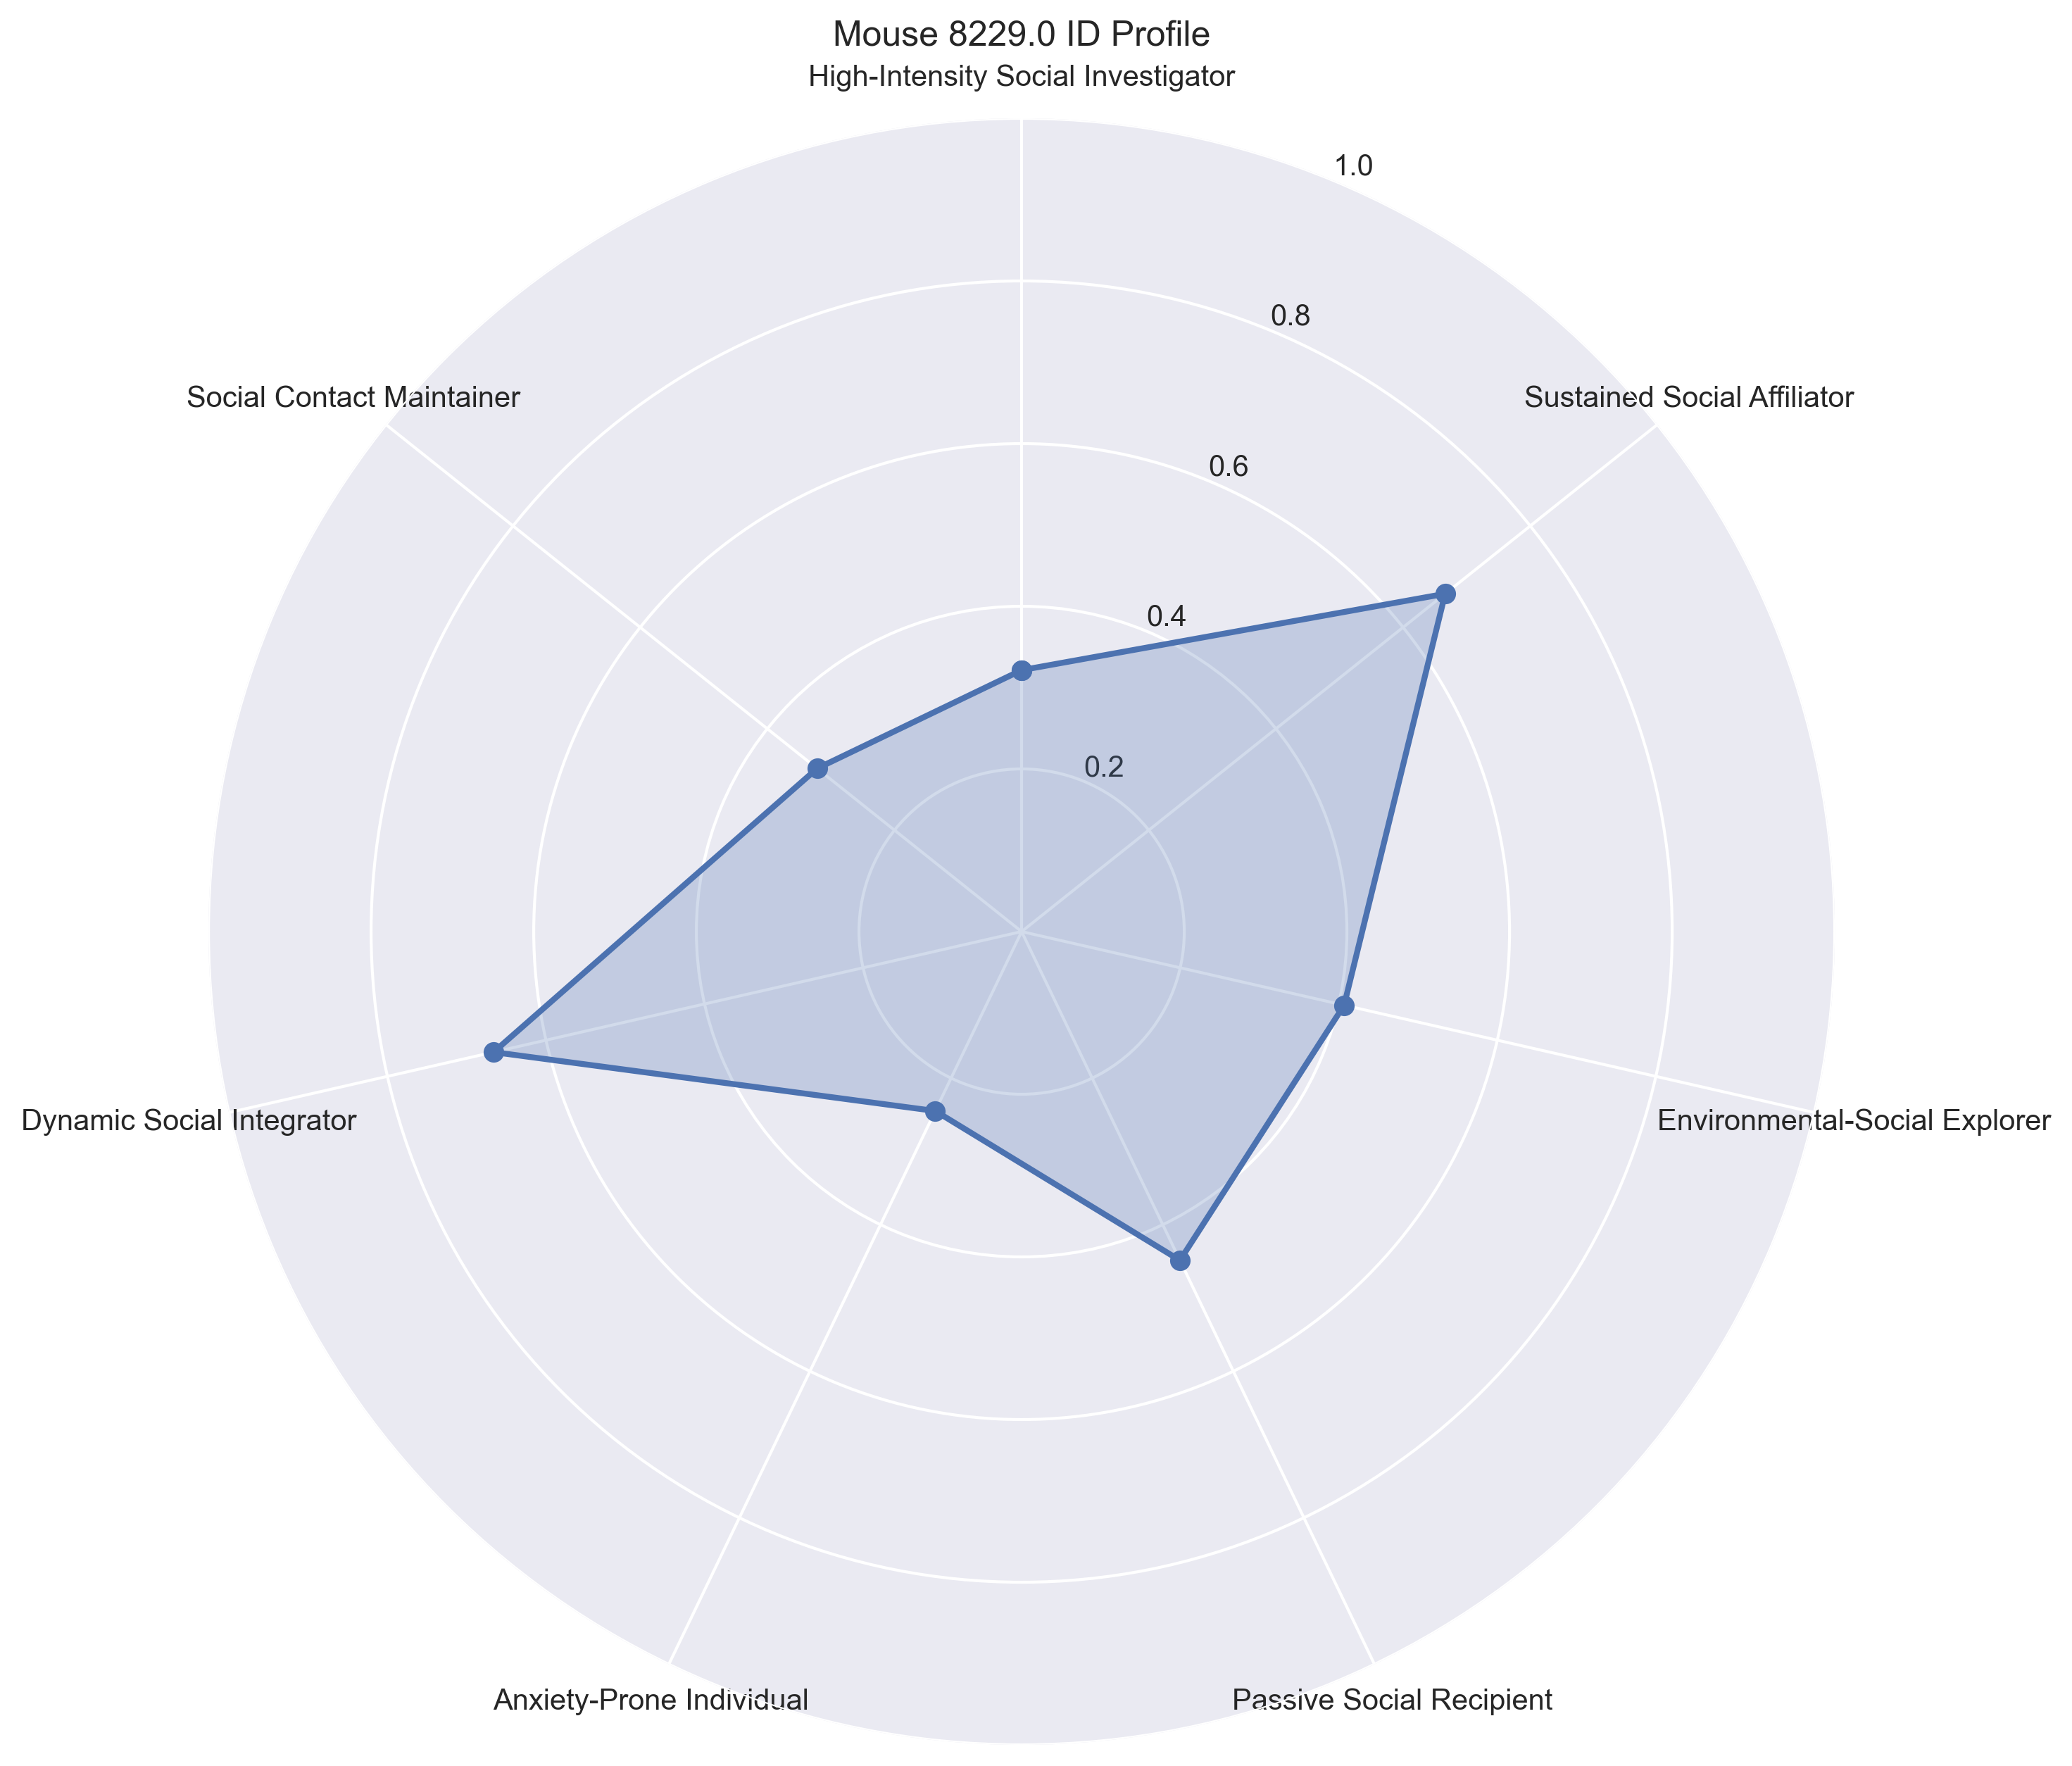 Mouse 8229.0 ID Profile
High-Intensity Social Investigator
1.0
0.8
Social Contact Maintainer
Sustained Social Affiliator
0.6
0.4
0.2
Dynamic Social Integrator
Environmental-Social Explorer
Anxiety-Prone Individual
Passive Social Recipient